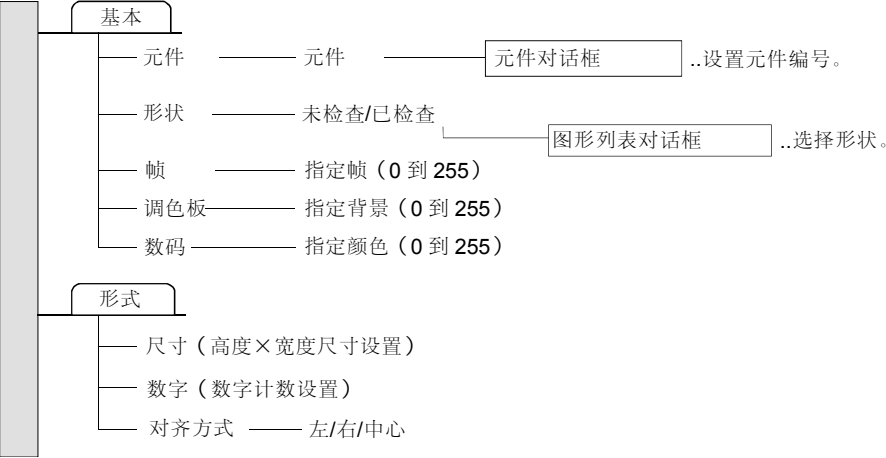 基本
元件 元件 元件对话框 ..设置元件编号。
形状 未检查/已检查
图形列表对话框 ..选择形状。
帧 指定帧（0 到 255）
调色板 指定背景（0 到 255）
数码 指定颜色（0 到 255）
形式
尺寸（高度×宽度尺寸设置）
数字（数字计数设置）
对齐方式 左/右/中心